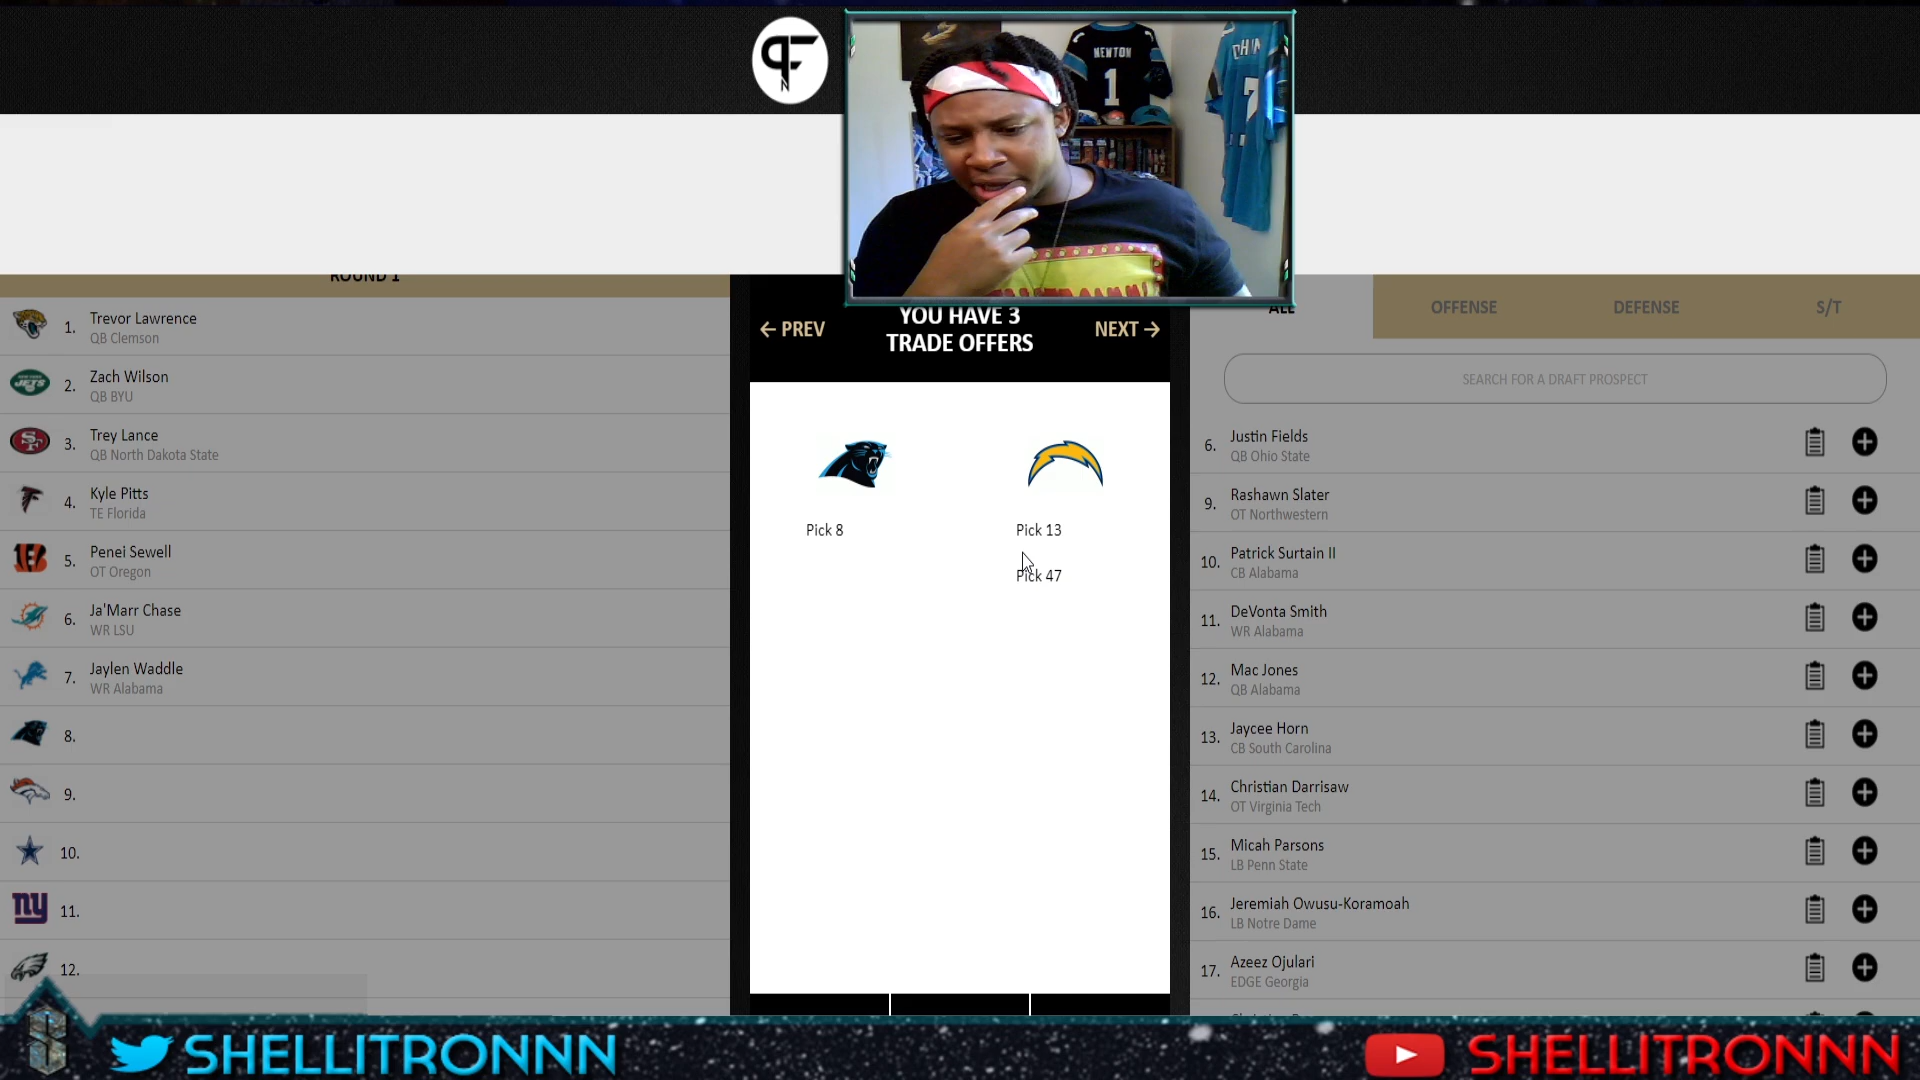 PFN
NEWTON
1
7
ROUND 1
1. Trevor Lawrence
QB Clemson
JETS
2. Zach Wilson
QB BYU
SF
3. Trey Lance
QB North Dakota State
4. Kyle Pitts
TE Florida
5. Penei Sewell
OT Oregon
6. Ja'Marr Chase
WR LSU
7. Jaylen Waddle
WR Alabama
8.
9.
10.
ny
11.
12.
← PREV
YOU HAVE 3
TRADE OFFERS
NEXT →
Pick 8
Pick 13
Pick 47
ALL
OFFENSE
DEFENSE
S/T
SEARCH FOR A DRAFT PROSPECT
6. Justin Fields
QB Ohio State
9. Rashawn Slater
OT Northwestern
10. Patrick Surtain II
CB Alabama
11. DeVonta Smith
WR Alabama
12. Mac Jones
QB Alabama
13. Jaycee Horn
CB South Carolina
14. Christian Darrisaw
OT Virginia Tech
15. Micah Parsons
LB Penn State
16. Jeremiah Owusu-Koramoah
LB Notre Dame
17. Azeez Ojulari
EDGE Georgia
SHELLITRONNN
SHELLITRONNN